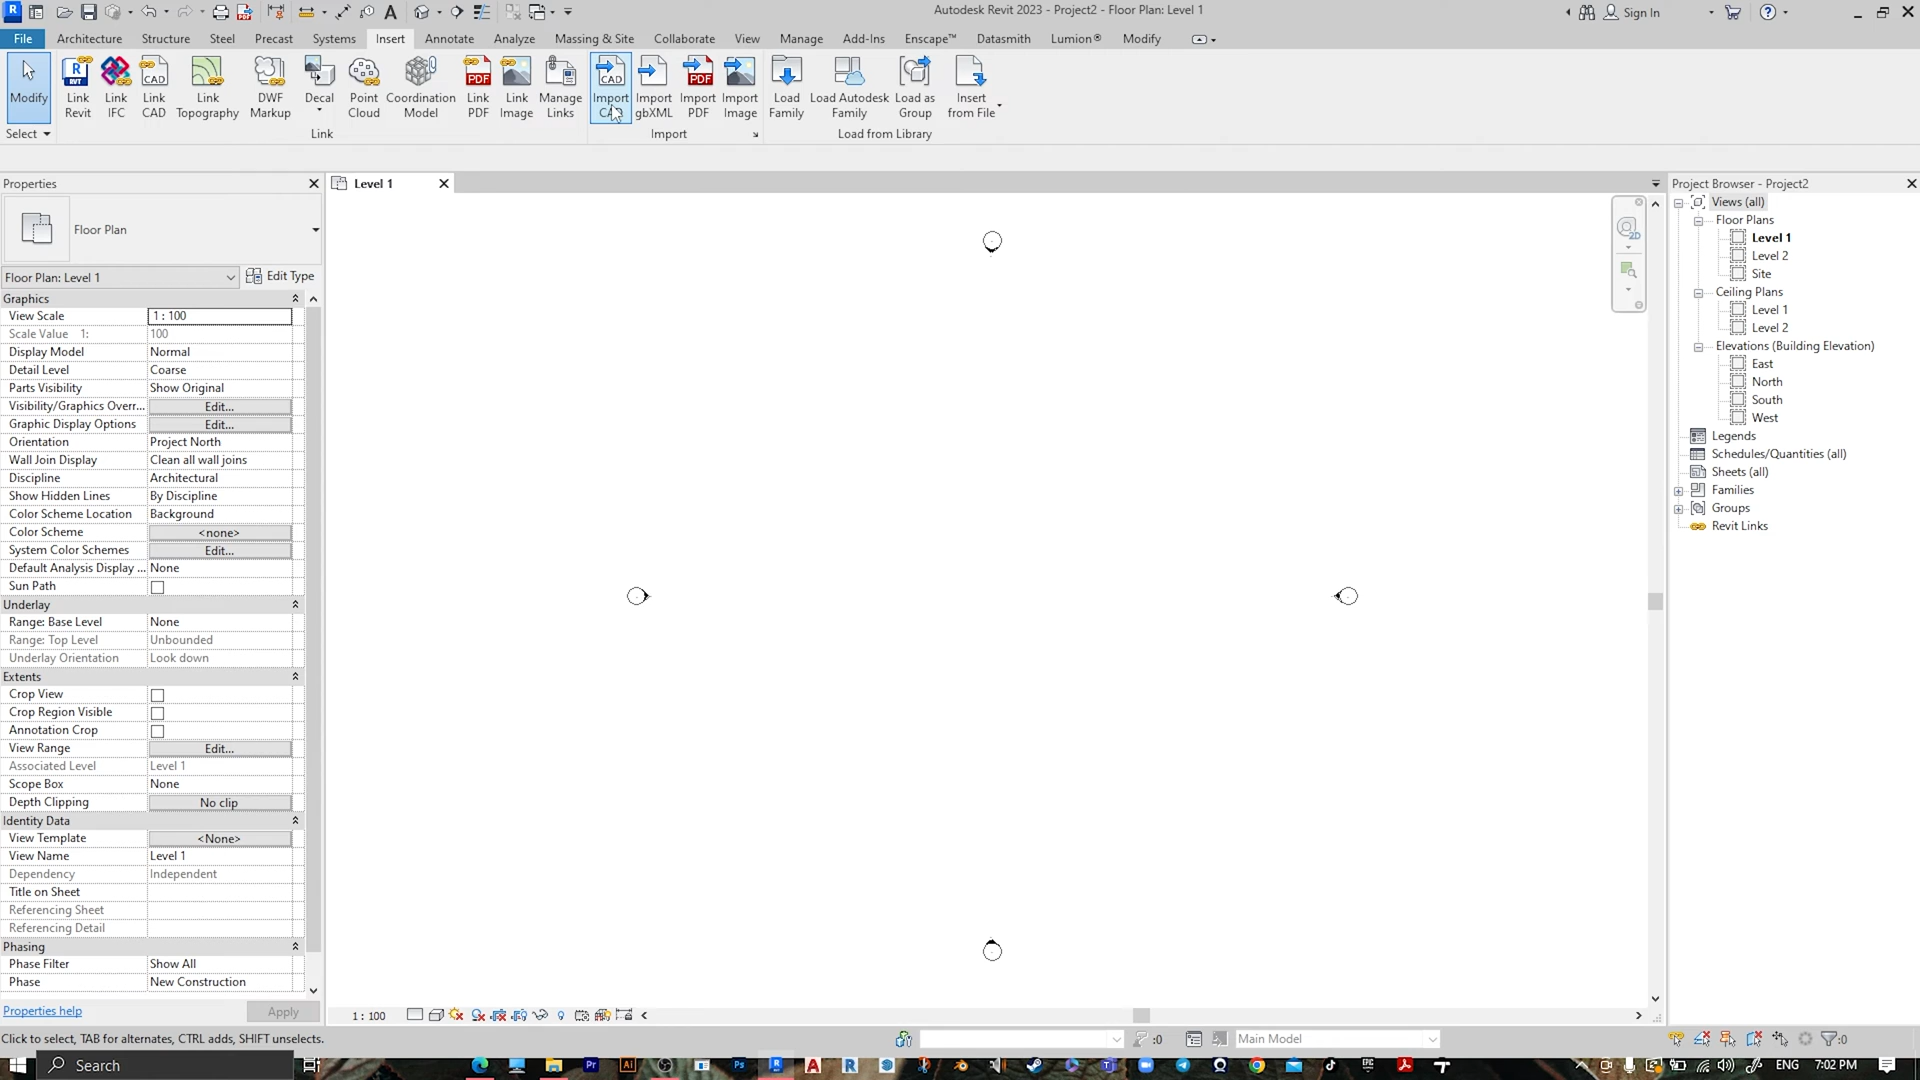 Autodesk Revit 2023 - Project2 - Floor Plan: Level 1
Sign In
File Architecture Structure Steel Precast Systems Insert Annotate Analyze Massing & Site Collaborate View Manage Add-Ins Enscape™ Datasmith Lumion® Modify
Modify
Link Revit
Link IFC
Link CAD
Link Topography
DWF Markup
Decal
Point Cloud
Coordination Model
Link PDF
Link Image
Manage Links
Import CAD
Import gbXML
Import PDF
Import Image
Load Family
Load Autodesk Family
Load as Group
Insert from File
Select
Link
Import
Load from Library
Properties
Floor Plan
Floor Plan: Level 1
Edit Type
Graphics
View Scale 1 : 100
Scale Value 1: 100
Display Model Normal
Detail Level Coarse
Parts Visibility Show Original
Visibility/Graphics Overr... Edit...
Graphic Display Options Edit...
Orientation Project North
Wall Join Display Clean all wall joins
Discipline Architectural
Show Hidden Lines By Discipline
Color Scheme Location Background
Color Scheme <none>
System Color Schemes Edit...
Default Analysis Display ... None
Sun Path
Underlay
Range: Base Level None
Range: Top Level Unbounded
Underlay Orientation Look down
Extents
Crop View
Crop Region Visible
Annotation Crop
View Range Edit...
Associated Level Level 1
Scope Box None
Depth Clipping No clip
Identity Data
View Template <None>
View Name Level 1
Dependency Independent
Title on Sheet
Referencing Sheet
Referencing Detail
Phasing
Phase Filter Show All
Phase New Construction
Properties help
Apply
Level 1
2D
1 : 100
Project Browser - Project2
Views (all)
Floor Plans
Level 1
Level 2
Site
Ceiling Plans
Level 1
Level 2
Elevations (Building Elevation)
East
North
South
West
Legends
Schedules/Quantities (all)
Sheets (all)
Families
Groups
Revit Links
Click to select, TAB for alternates, CTRL adds, SHIFT unselects.
:0
Main Model
:0
Search
ENG 7:02 PM